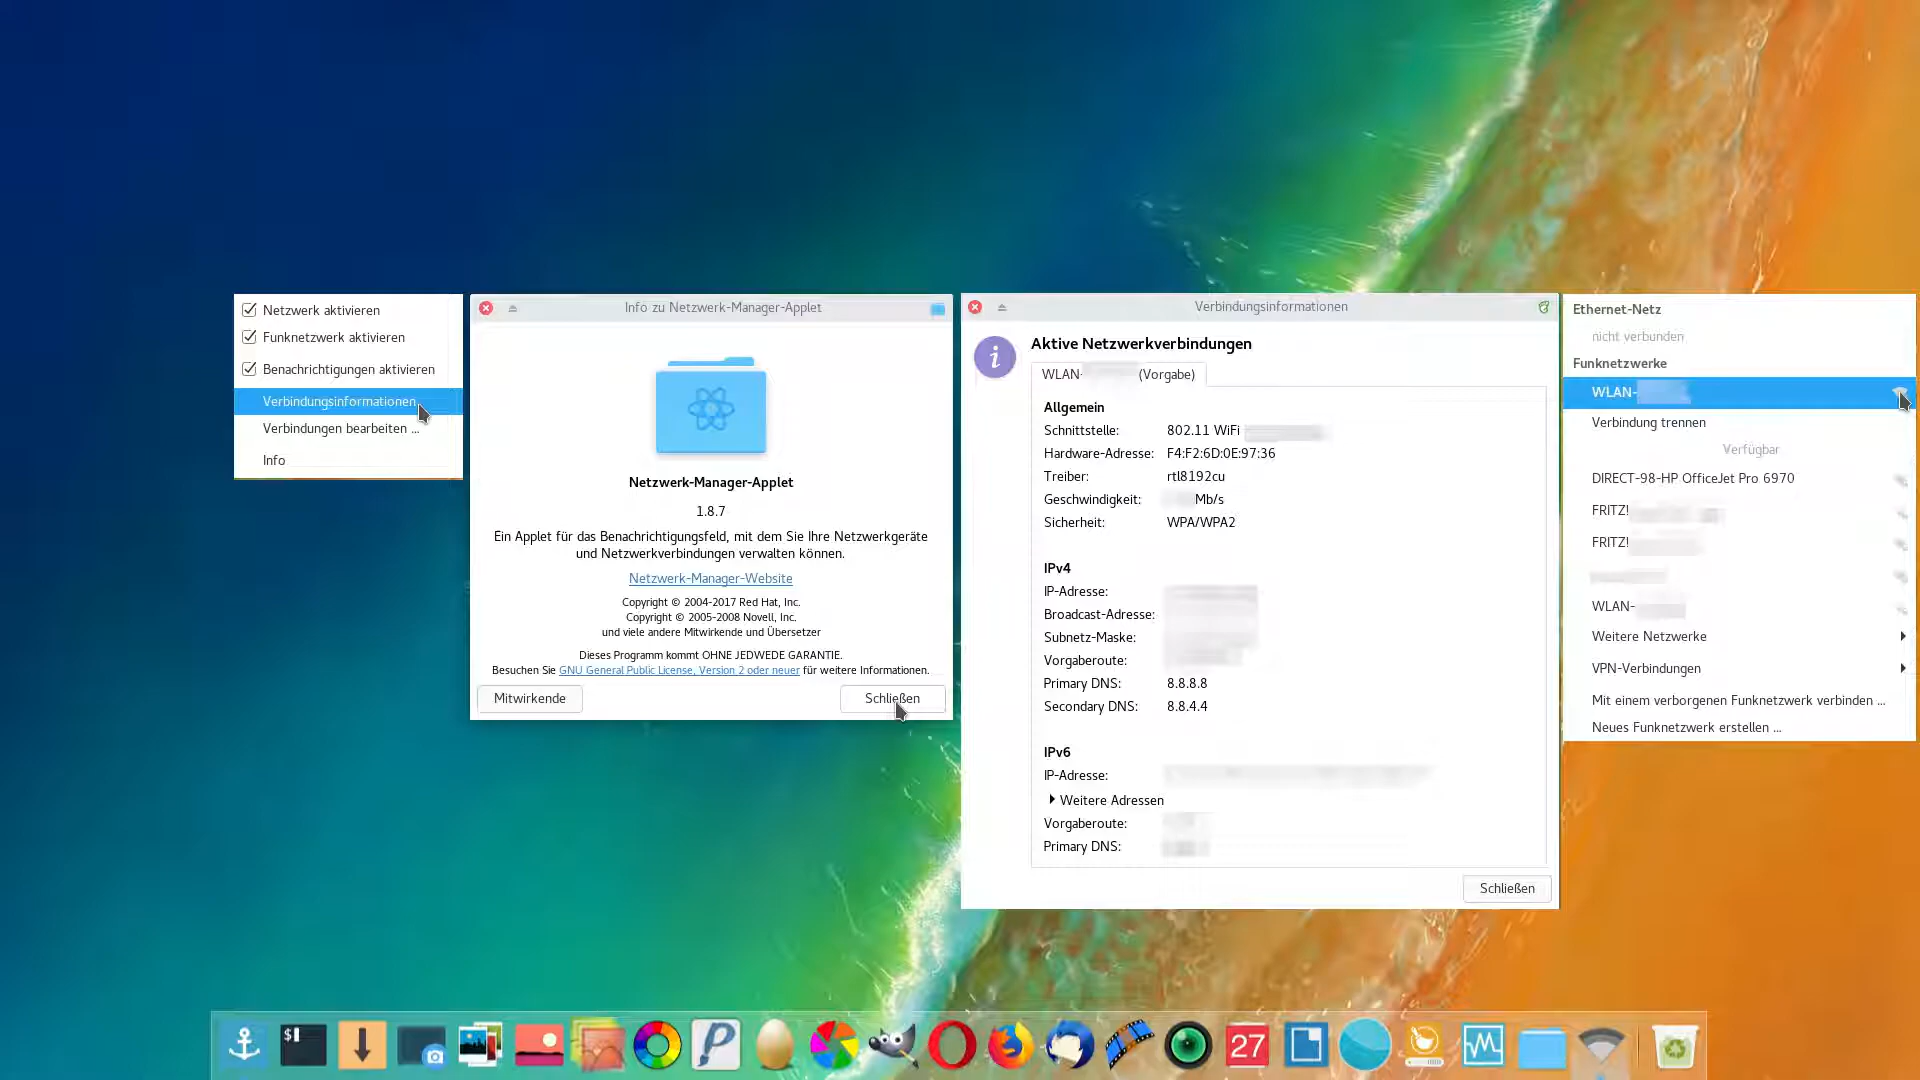 Netzwerk aktivieren
Funknetzwerk aktivieren
Benachrichtigungen aktivieren
Verbindungsinformationen
Verbindungen bearbeiten ...
Info
Info zu Netzwerk-Manager-Applet
Netzwerk-Manager-Applet
1.8.7
Ein Applet für das Benachrichtigungsfeld, mit dem Sie Ihre Netzwerkgeräte
und Netzwerkverbindungen verwalten können.
Netzwerk-Manager-Website
Copyright © 2004-2017 Red Hat, Inc.
Copyright © 2005-2008 Novell, Inc.
und viele andere Mitwirkende und Übersetzer
Dieses Programm kommt OHNE JEDWEDE GARANTIE.
Besuchen Sie GNU General Public License, Version 2 oder neuer für weitere Informationen.
Mitwirkende
Schließen
Verbindungsinformationen
i
Aktive Netzwerkverbindungen
WLAN- (Vorgabe)
Allgemein
Schnittstelle: 802.11 WiFi
Hardware-Adresse: F4:F2:6D:0E:97:36
Treiber: rtl8192cu
Geschwindigkeit: Mb/s
Sicherheit: WPA/WPA2
IPv4
IP-Adresse:
Broadcast-Adresse:
Subnetz-Maske:
Vorgaberoute:
Primary DNS: 8.8.8.8
Secondary DNS: 8.8.4.4
IPv6
IP-Adresse:
Weitere Adressen
Vorgaberoute:
Primary DNS:
Schließen
Ethernet-Netz
nicht verbunden
Funknetzwerke
WLAN-
Verbindung trennen
Verfügbar
DIRECT-98-HP OfficeJet Pro 6970
FRITZ!
FRITZ!
WLAN-
Weitere Netzwerke
VPN-Verbindungen
Mit einem verborgenen Funknetzwerk verbinden ...
Neues Funknetzwerk erstellen ...
$
P
27